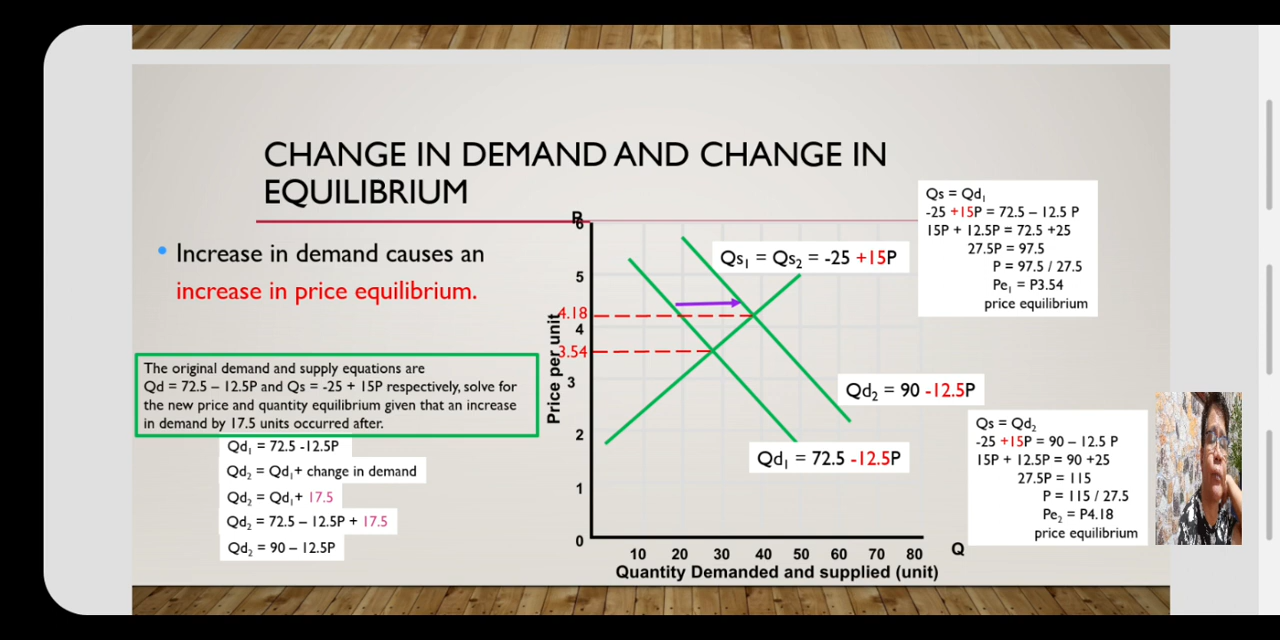 CHANGE IN DEMAND AND CHANGE IN
EQUILIBRIUM
• Increase in demand causes an
increase in price equilibrium.
The original demand and supply equations are
Qd = 72.5 – 12.5P and Qs = -25 + 15P respectively, solve for
the new price and quantity equilibrium given that an increase
in demand by 17.5 units occurred after.
Qd₁ = 72.5 -12.5P
Qd₂ = Qd₁+ change in demand
Qd₂ = Qd₁+ 17.5
Qd₂ = 72.5 – 12.5P + 17.5
Qd₂ = 90 – 12.5P
6
5
4.18
4
3.54
3
2
1
0
Price per unit
Qs₁ = Qs₂ = -25 +15P
Qd₂ = 90 -12.5P
Qd₁ = 72.5 -12.5P
10 20 30 40 50 60 70 80
Q
Quantity Demanded and supplied (unit)
Qs = Qd₁
-25 +15P = 72.5 – 12.5 P
15P + 12.5P = 72.5 +25
27.5P = 97.5
P = 97.5 / 27.5
Pe₁ = P3.54
price equilibrium
Qs = Qd₂
-25 +15P = 90 – 12.5 P
15P + 12.5P = 90 +25
27.5P = 115
P = 115 / 27.5
Pe₂ = P4.18
price equilibrium